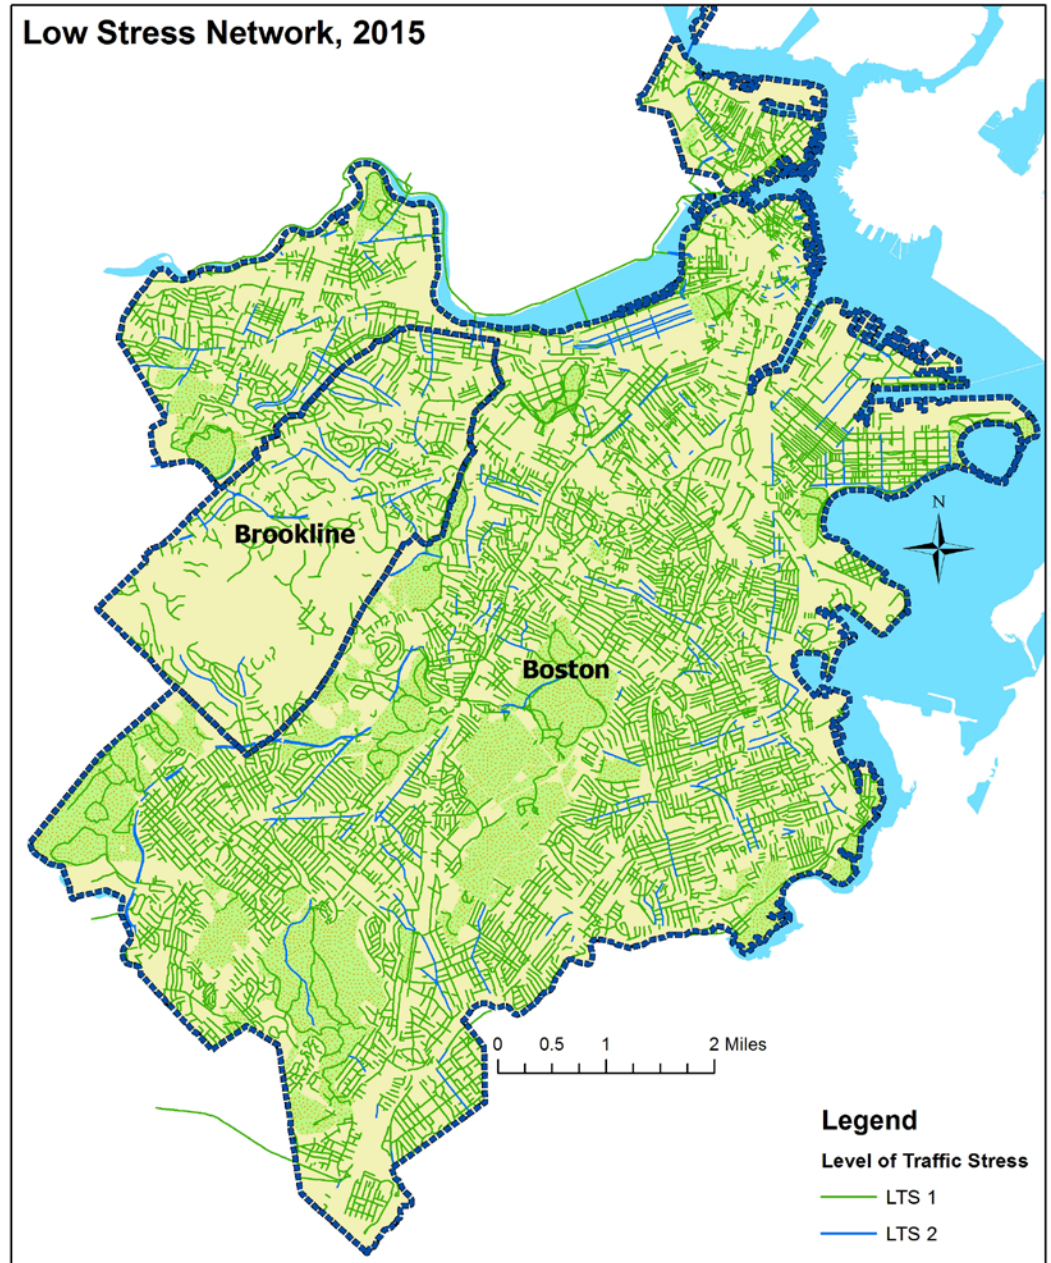 Low Stress Network, 2015
Brookline
N
Boston
0 0.5 1 2 Miles
Legend
Level of Traffic Stress
LTS 1
LTS 2